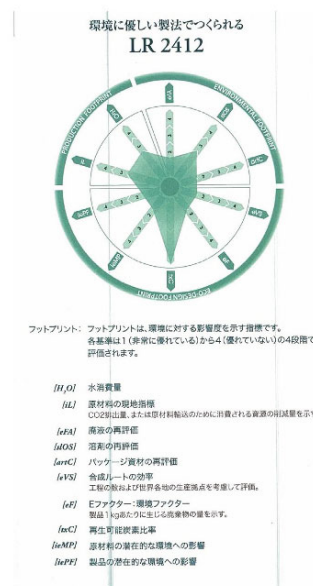 環境に優しい製法でつくられる
LR 2412
PRODUCTION FOOTPRINT
ENVIRONMENTAL FOOTPRINT
ECO-DESIGN FOOTPRINT
フットプリント： フットプリントは、環境に対する影響度を示す指標です。
各基準は1（非常に優れている）から4（優れていない）の4段階で
評価されます。
[H₂O] 水消費量
[iL] 原材料の現地指標
CO2排出量、または原材料輸送のために消費される資源の削減量を示す
[eFA] 廃液の再評価
[dOS] 溶剤の再評価
[artC] パッケージ資材の再評価
[eVS] 合成ルートの効率
工程の数および世界各地の生産拠点を考慮して評価。
[eF] Eファクター：環境ファクター
製品1kgあたりに生じる廃棄物の量を示す。
[txC] 再生可能炭素比率
[ieMP] 原材料の潜在的な環境への影響
[iePF] 製品の潜在的な環境への影響